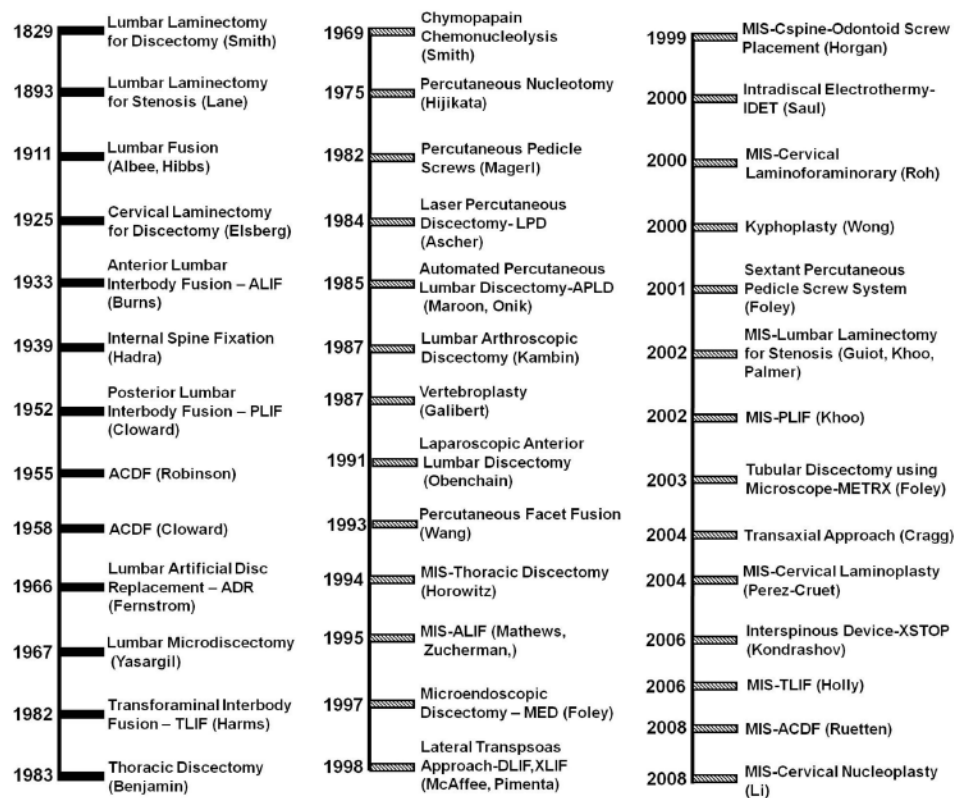 1829 Lumbar Laminectomy
for Discectomy (Smith)
1893 Lumbar Laminectomy
for Stenosis (Lane)
1911 Lumbar Fusion
(Albee, Hibbs)
1925 Cervical Laminectomy
for Discectomy (Elsberg)
1933 Anterior Lumbar
Interbody Fusion – ALIF
(Burns)
1939 Internal Spine Fixation
(Hadra)
1952 Posterior Lumbar
Interbody Fusion – PLIF
(Cloward)
1955 ACDF (Robinson)
1958 ACDF (Cloward)
1966 Lumbar Artificial Disc
Replacement – ADR
(Fernstrom)
1967 Lumbar Microdiscectomy
(Yasargil)
1982 Transforaminal Interbody
Fusion – TLIF (Harms)
1983 Thoracic Discectomy
(Benjamin)
1969 Chymopapain
Chemonucleolysis
(Smith)
1975 Percutaneous Nucleotomy
(Hijikata)
1982 Percutaneous Pedicle
Screws (Magerl)
1984 Laser Percutaneous
Discectomy- LPD
(Ascher)
1985 Automated Percutaneous
Lumbar Discectomy-APLD
(Maroon, Onik)
1987 Lumbar Arthroscopic
Discectomy (Kambin)
1987 Vertebroplasty
(Galibert)
1991 Laparoscopic Anterior
Lumbar Discectomy
(Obenchain)
1993 Percutaneous Facet Fusion
(Wang)
1994 MIS-Thoracic Discectomy
(Horowitz)
1995 MIS-ALIF (Mathews,
Zucherman,)
1997 Microendoscopic
Discectomy – MED (Foley)
1998 Lateral Transpsoas
Approach-DLIF,XLIF
(McAffee, Pimenta)
1999 MIS-Cspine-Odontoid Screw
Placement (Horgan)
2000 Intradiscal Electrothermy-
IDET (Saul)
2000 MIS-Cervical
Laminoforaminorary (Roh)
2000 Kyphoplasty (Wong)
2001 Sextant Percutaneous
Pedicle Screw System
(Foley)
2002 MIS-Lumbar Laminectomy
for Stenosis (Guiot, Khoo,
Palmer)
2002 MIS-PLIF (Khoo)
2003 Tubular Discectomy using
Microscope-METRX (Foley)
2004 Transaxial Approach (Cragg)
2004 MIS-Cervical Laminoplasty
(Perez-Cruet)
2006 Interspinous Device-XSTOP
(Kondrashov)
2006 MIS-TLIF (Holly)
2008 MIS-ACDF (Ruetten)
2008 MIS-Cervical Nucleoplasty
(Li)